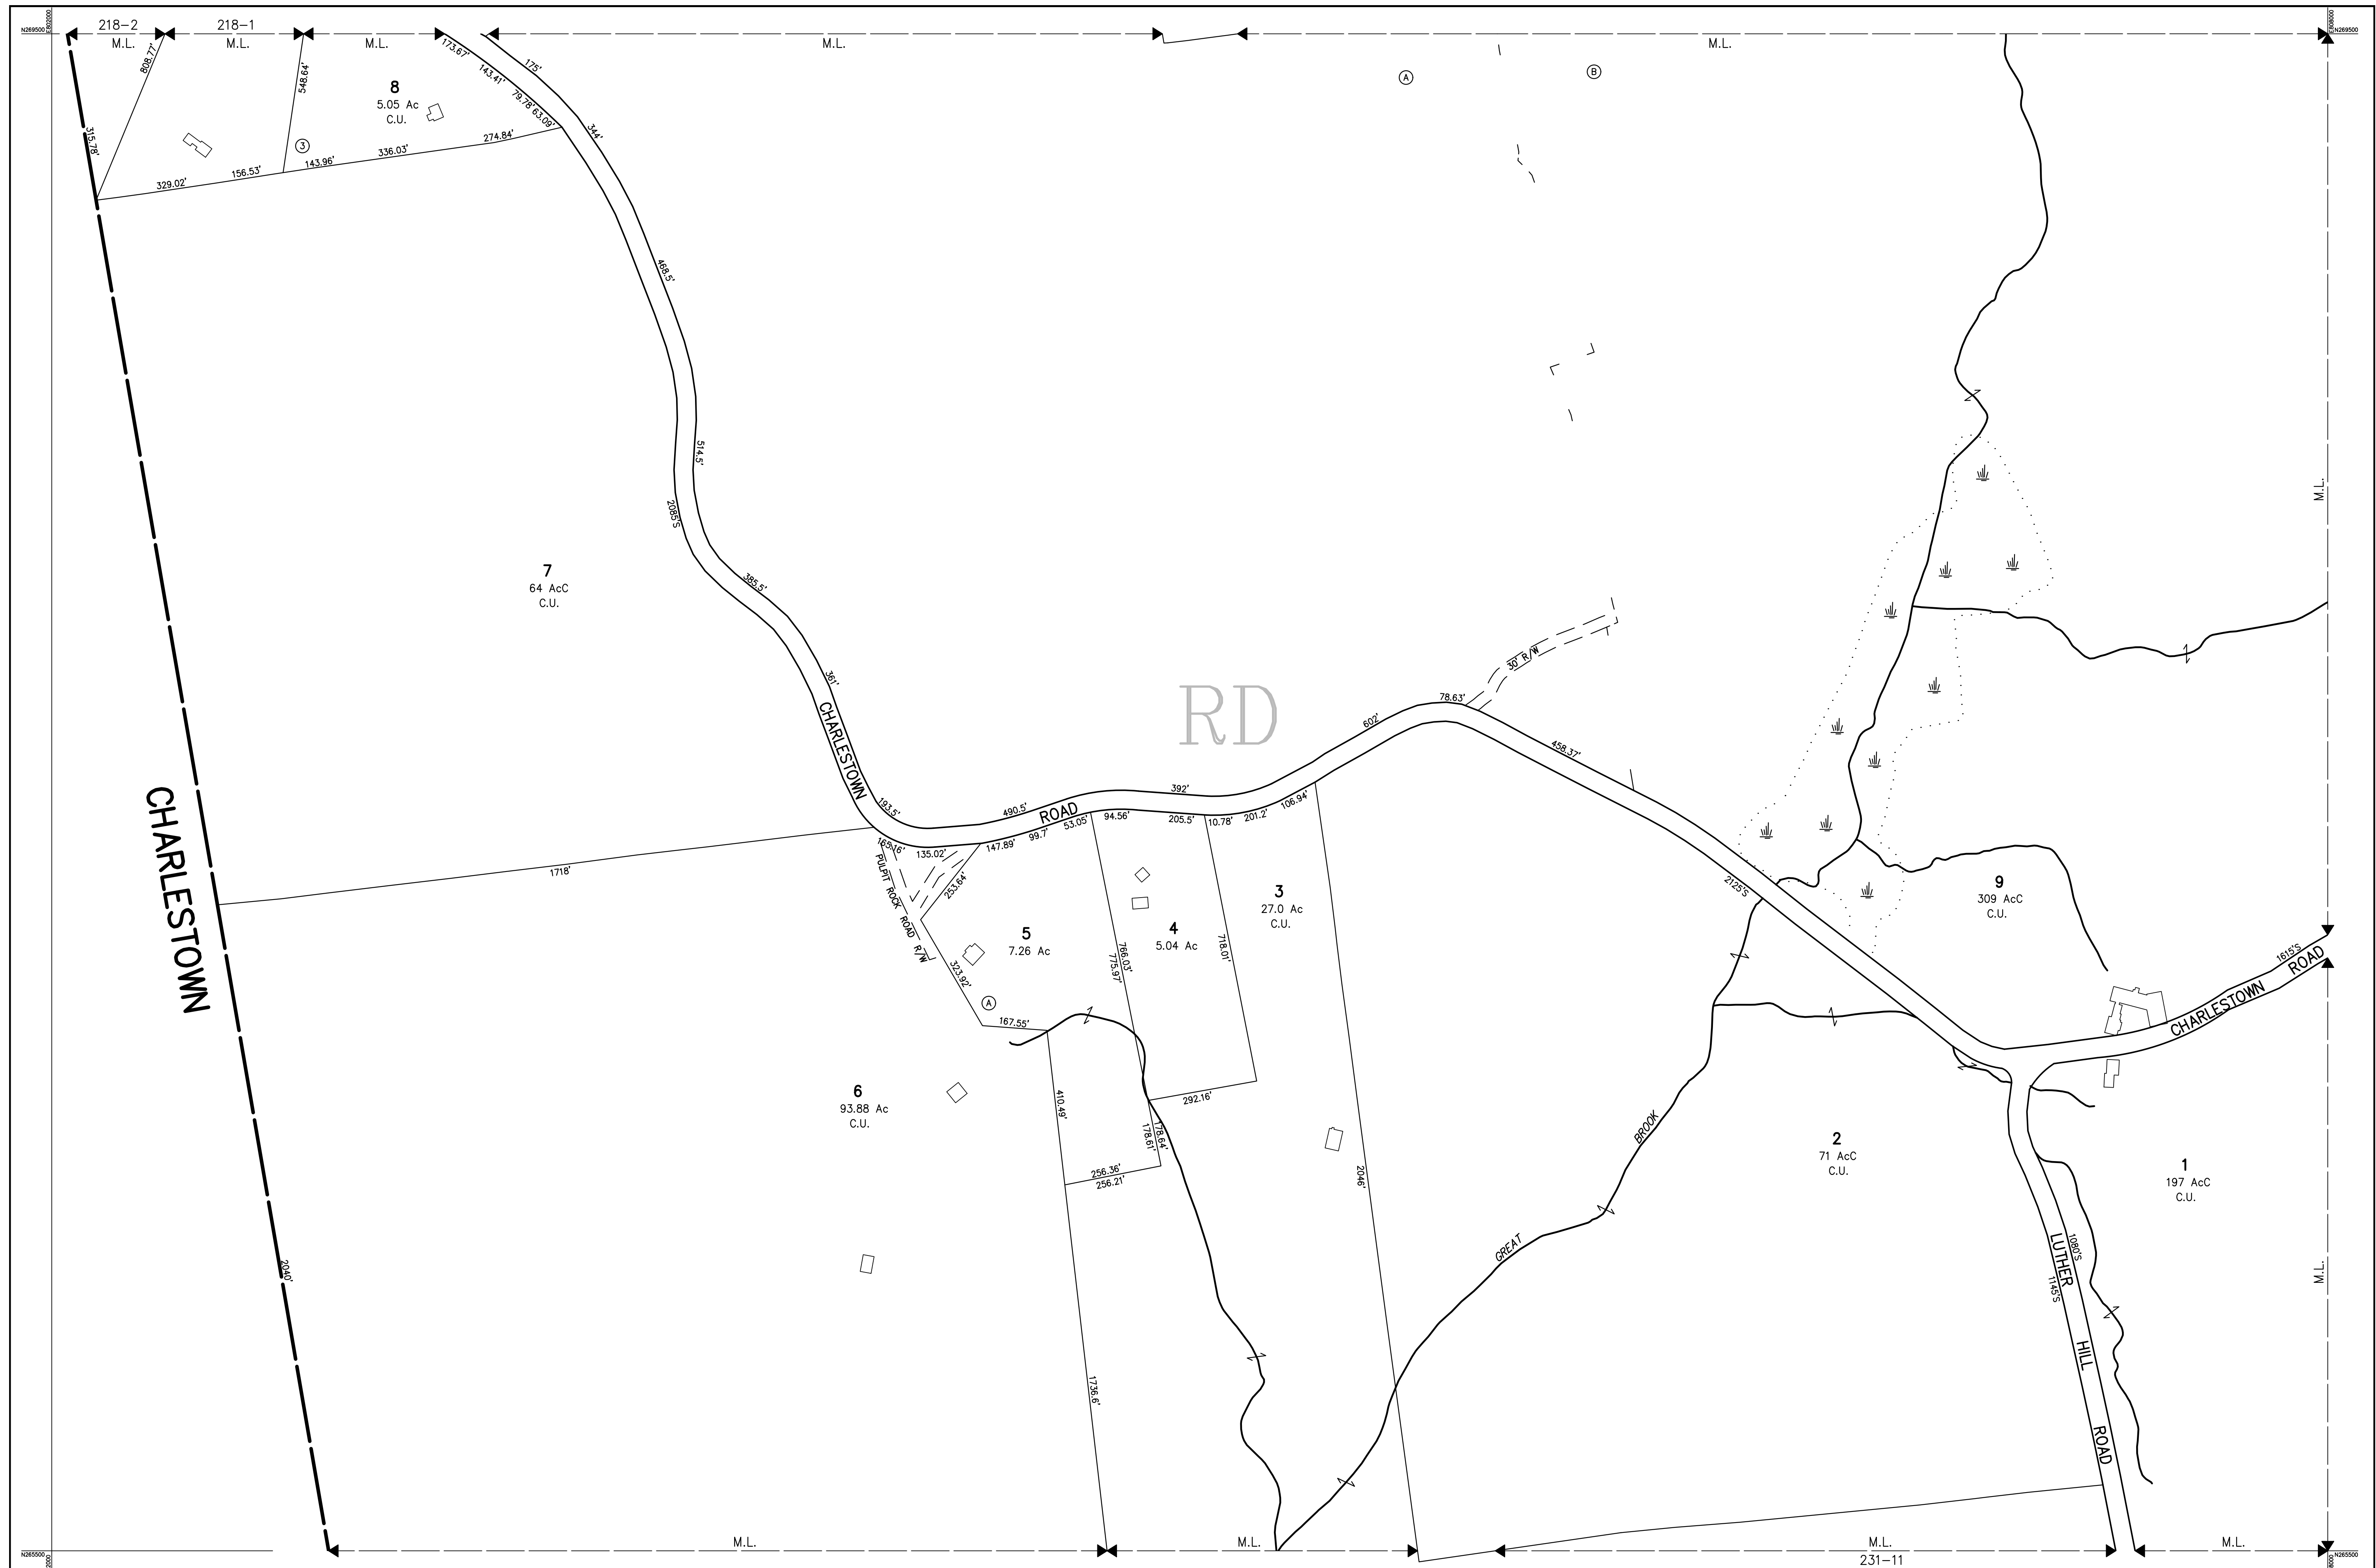 N269500
E802000
218-2
M.L.
218-1
M.L.
M.L.
M.L.
M.L.
E808000
N269500
808.77'
548.64'
315.78'
173.67'
143.41'
79.78'
63.09'
175'
344'
8
5.05 Ac
C.U.
3
274.84'
336.03'
143.96'
156.53'
329.02'
A
B
468.5'
514.5'
2085'S
385.5'
7
64 AcC
C.U.
M.L.
361'
CHARLESTOWN
193.5'
490.5'
ROAD
392'
602'
78.63'
30' R/W
458.37'
RD
CHARLESTOWN
1718'
165.16'
135.02'
147.89'
99.7'
53.05'
94.56'
205.5'
10.78'
201.2'
106.94'
PULPIT ROCK ROAD R/W
253.64'
323.92'
167.55'
A
5
7.26 Ac
766.03'
775.97'
4
5.04 Ac
718.01'
3
27.0 Ac
C.U.
2125'S
9
309 AcC
C.U.
1615'S
CHARLESTOWN
ROAD
6
93.88 Ac
C.U.
410.49'
292.16'
178.64'
178.61'
256.36'
256.21'
2046'
GREAT
BROOK
2
71 AcC
C.U.
1
197 AcC
C.U.
1080'S
1145'S
LUTHER
HILL
ROAD
M.L.
2040'
1736.6'
M.L.
M.L.
M.L.
231-11
M.L.
N265500
N265500